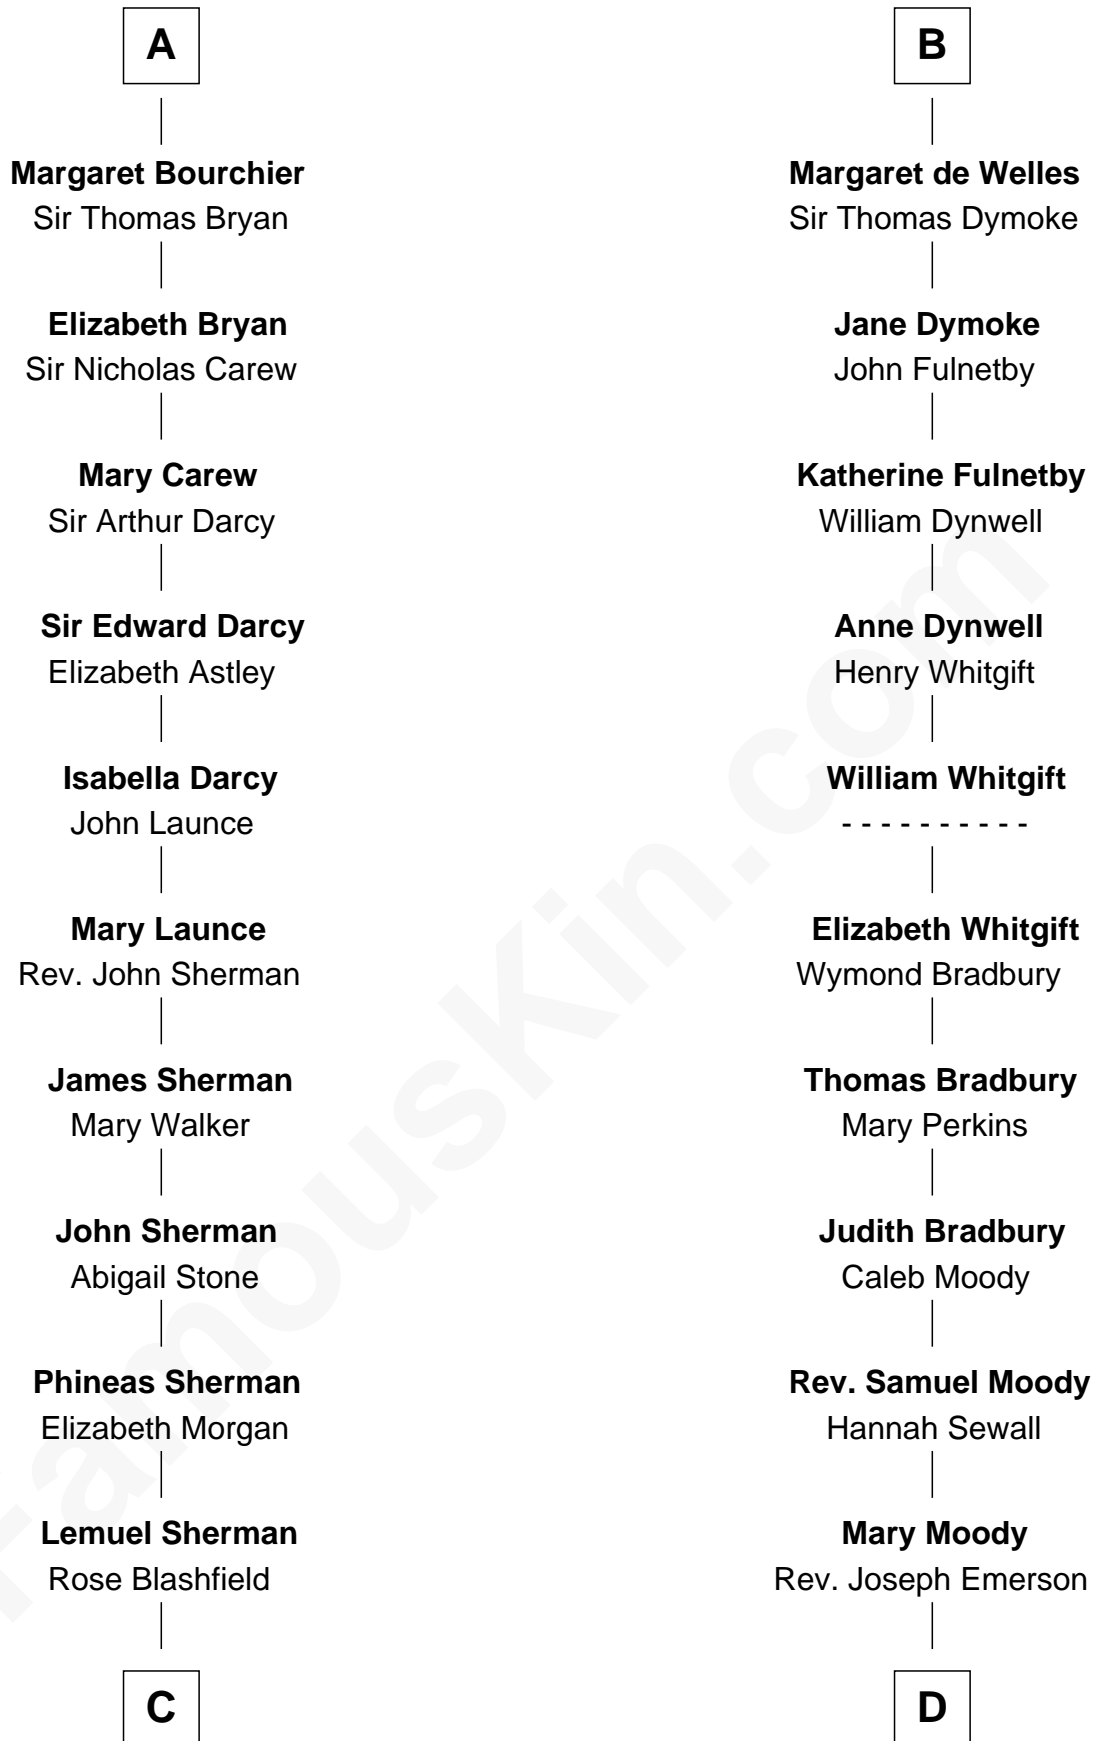 A
Margaret Bourchier
Sir Thomas Bryan
Elizabeth Bryan
Sir Nicholas Carew
Mary Carew
Sir Arthur Darcy
Sir Edward Darcy
Elizabeth Astley
Isabella Darcy
John Launce
Mary Launce
Rev. John Sherman
James Sherman
Mary Walker
John Sherman
Abigail Stone
Phineas Sherman
Elizabeth Morgan
Lemuel Sherman
Rose Blashfield
C
B
Margaret de Welles
Sir Thomas Dymoke
Jane Dymoke
John Fulnetby
Katherine Fulnetby
William Dynwell
Anne Dynwell
Henry Whitgift
William Whitgift
- - - - - - - - - -
Elizabeth Whitgift
Wymond Bradbury
Thomas Bradbury
Mary Perkins
Judith Bradbury
Caleb Moody
Rev. Samuel Moody
Hannah Sewall
Mary Moody
Rev. Joseph Emerson
D
FamousKin.com